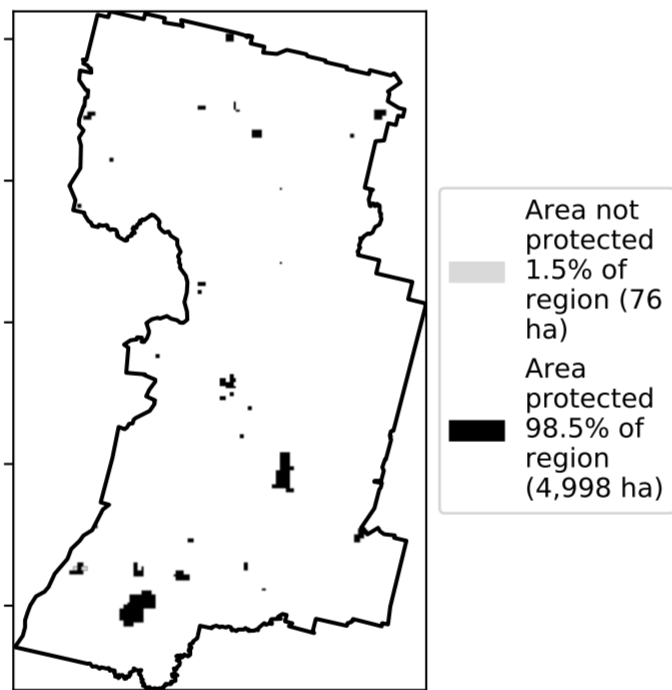 Area not
protected
1.5% of
region (76
ha)
Area
protected
98.5% of
region
(4,998 ha)